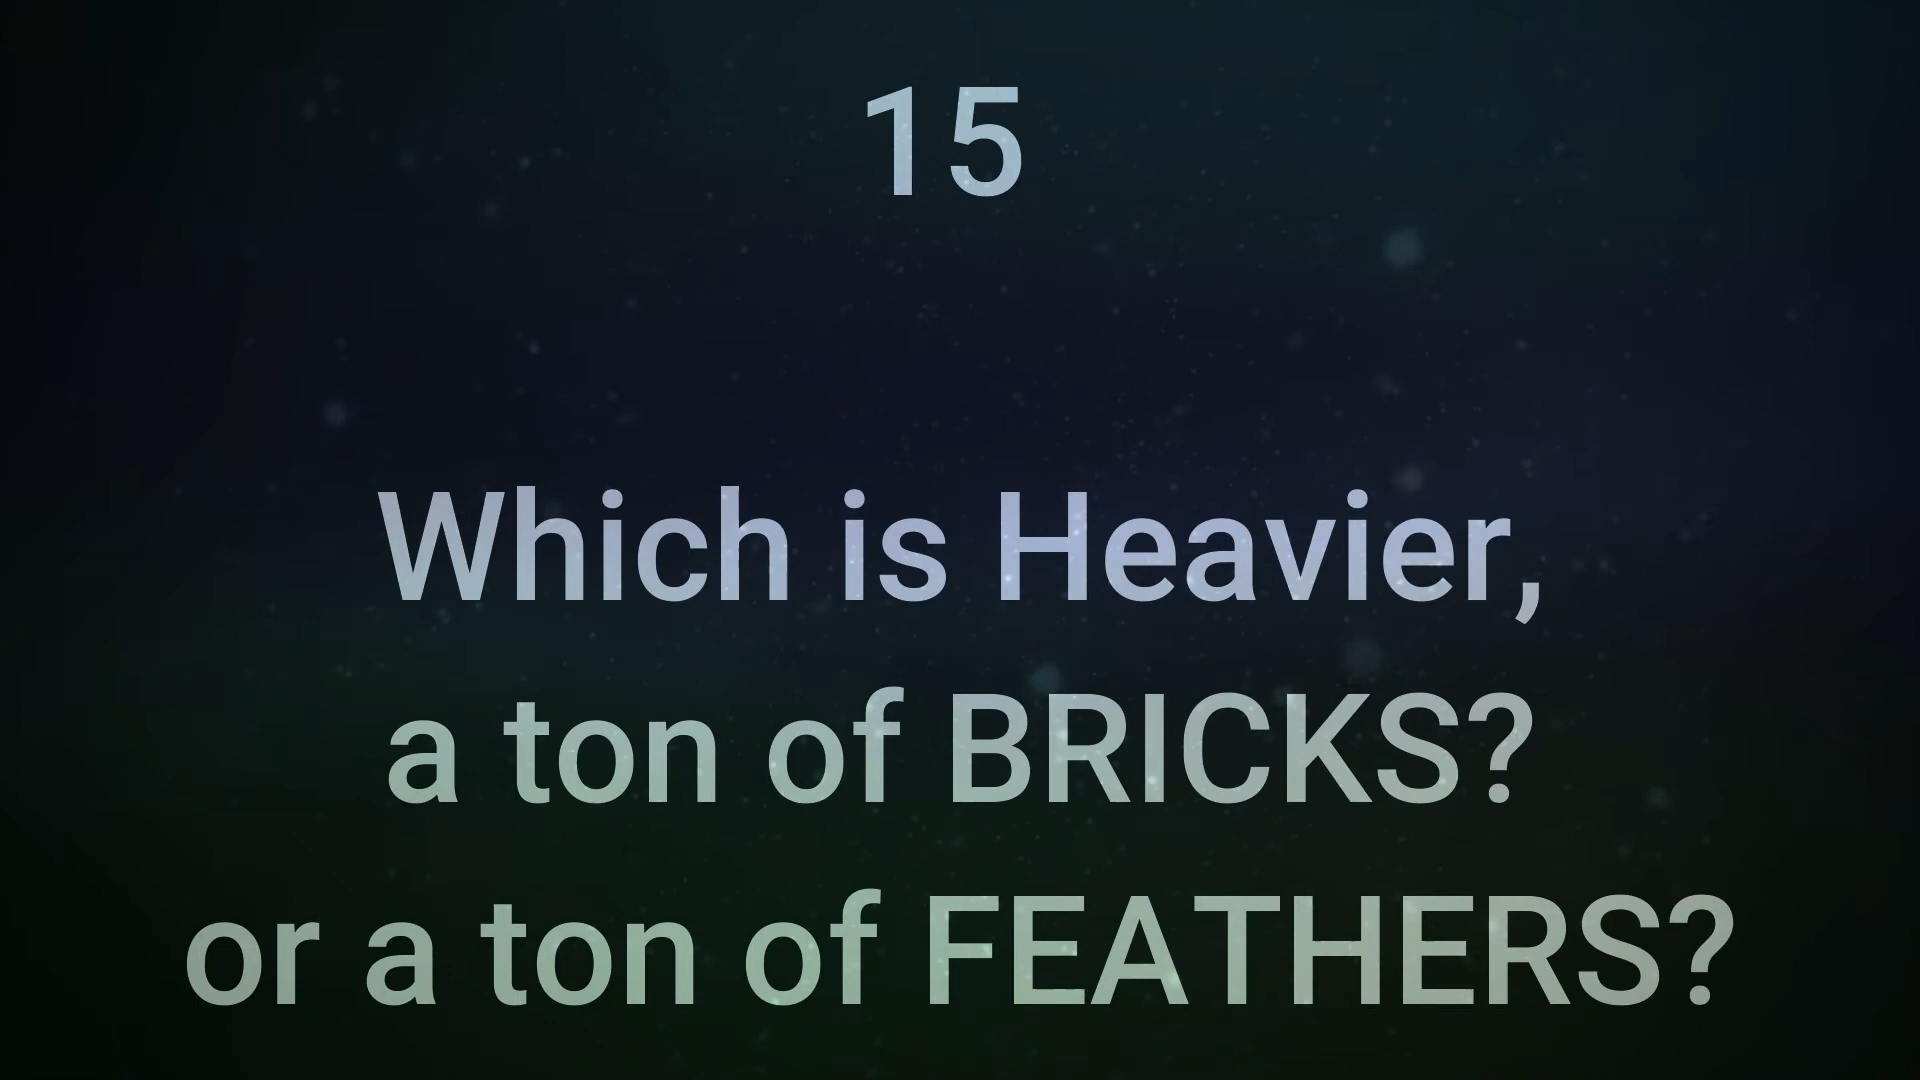 15
Which is Heavier,
a ton of BRICKS?
or a ton of FEATHERS?